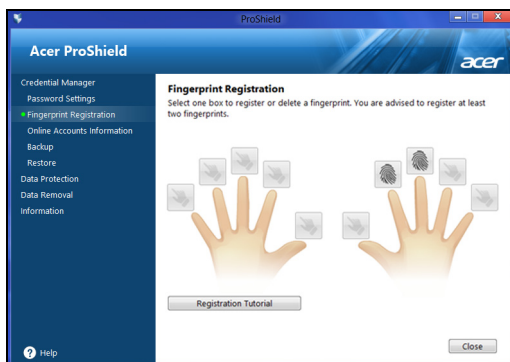 ProShield
Acer ProShield
acer
Credential Manager
Password Settings
Fingerprint Registration
Online Accounts Information
Backup
Restore
Data Protection
Data Removal
Information
Help
Fingerprint Registration
Select one box to register or delete a fingerprint. You are advised to register at least
two fingerprints.
Registration Tutorial
Close